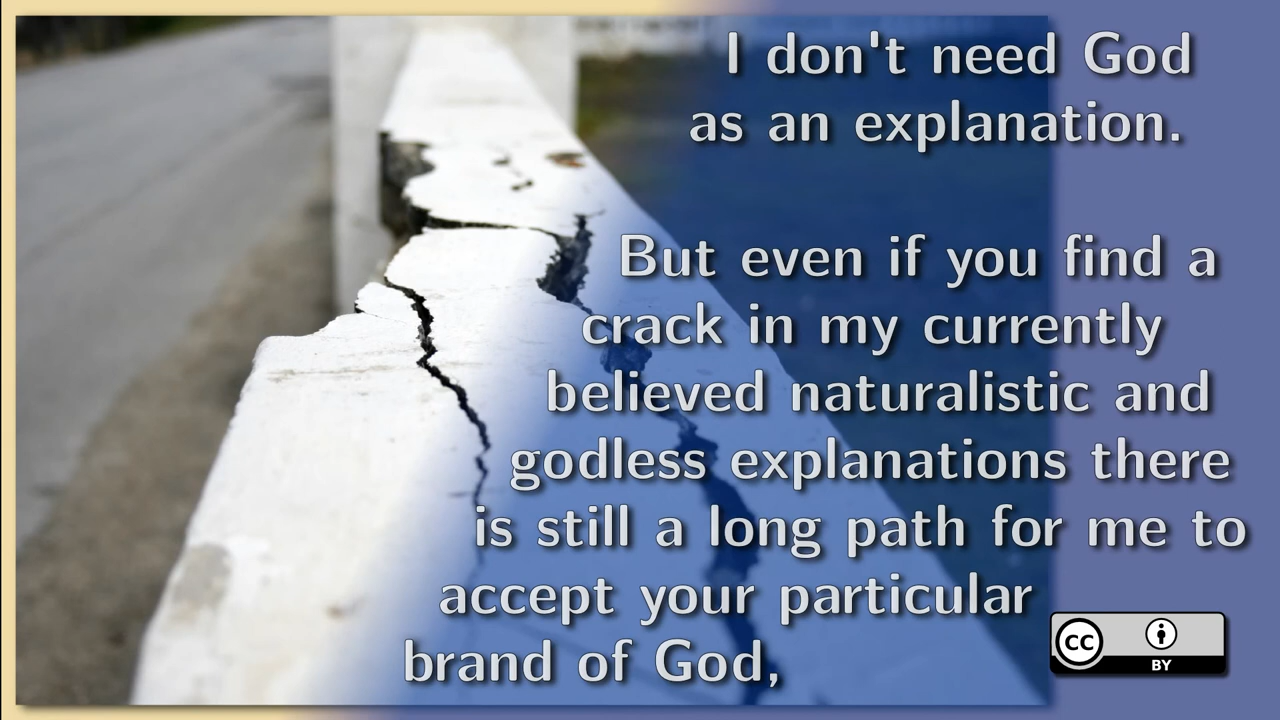 I don't need God
as an explanation.
But even if you find a
crack in my currently
believed naturalistic and
godless explanations there
is still a long path for me to
accept your particular
brand of God,
cc
BY